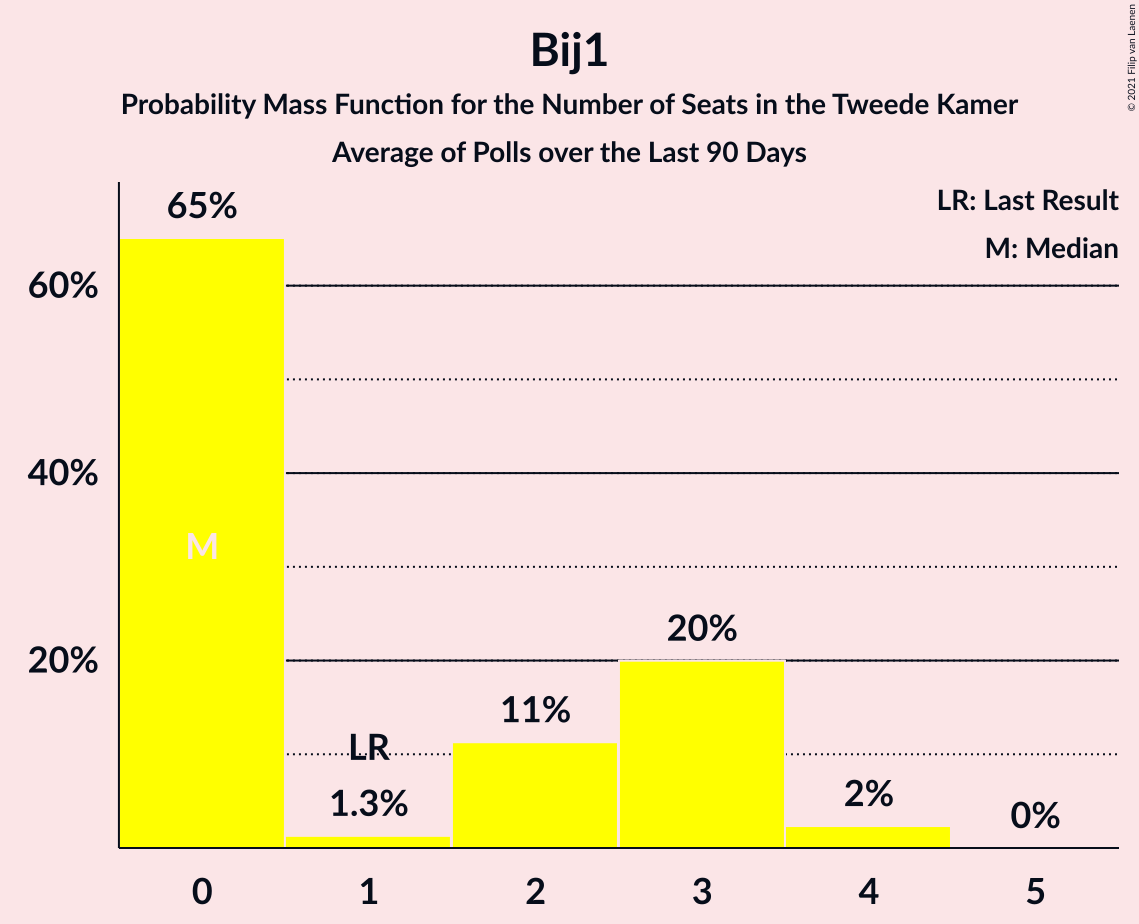 Bij1
Probability Mass Function for the Number of Seats in the Tweede Kamer
Average of Polls over the Last 90 Days
© 2021 Filip van Laenen
LR: Last Result
M: Median
65%
60%
40%
M
20%
20%
11%
LR
1.3%
2%
0%
0 1 2 3 4 5